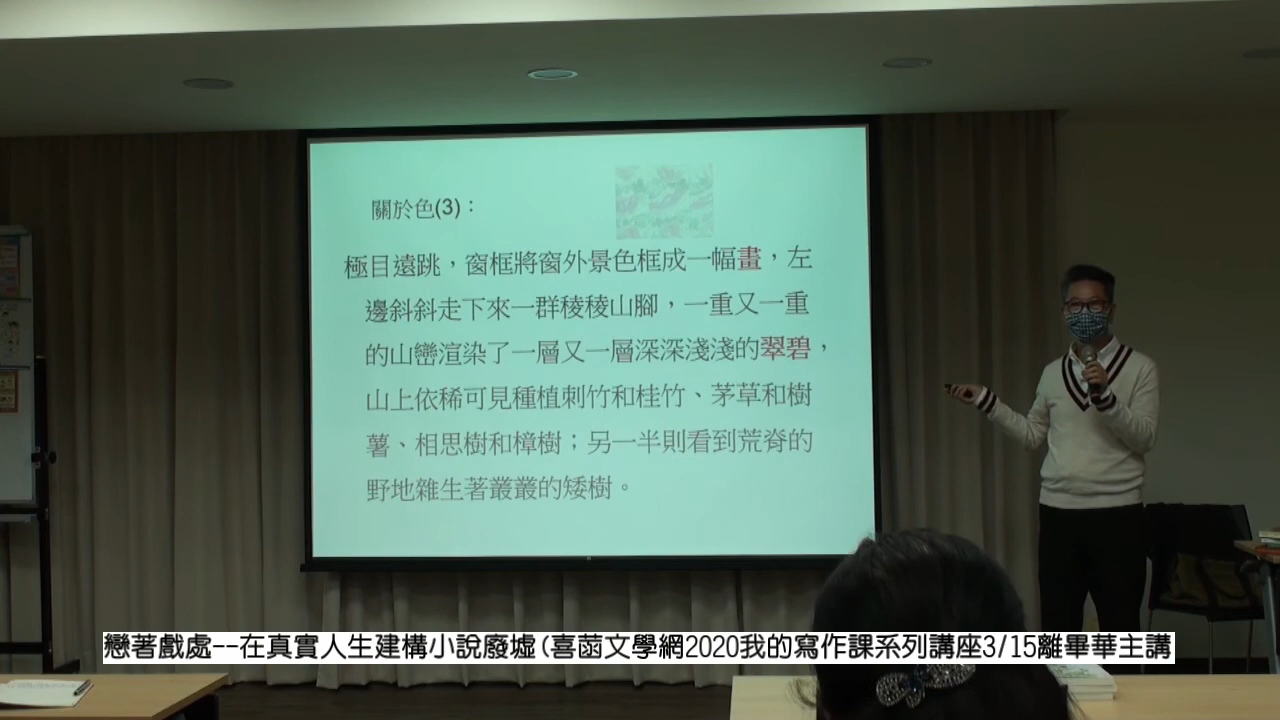 關於色(3)：
極目遠跳，窗框將窗外景色框成一幅畫，左
邊斜斜走下來一群稜稜山腳，一重又一重
的山巒渲染了一層又一層深深淺淺的翠碧，
山上依稀可見種植刺竹和桂竹、茅草和樹
薯、相思樹和樟樹；另一半則看到荒脊的
野地雜生著叢叢的矮樹。
戀著戲處--在真實人生建構小說廢墟(喜菡文學網2020我的寫作課系列講座3/15離畢華主講